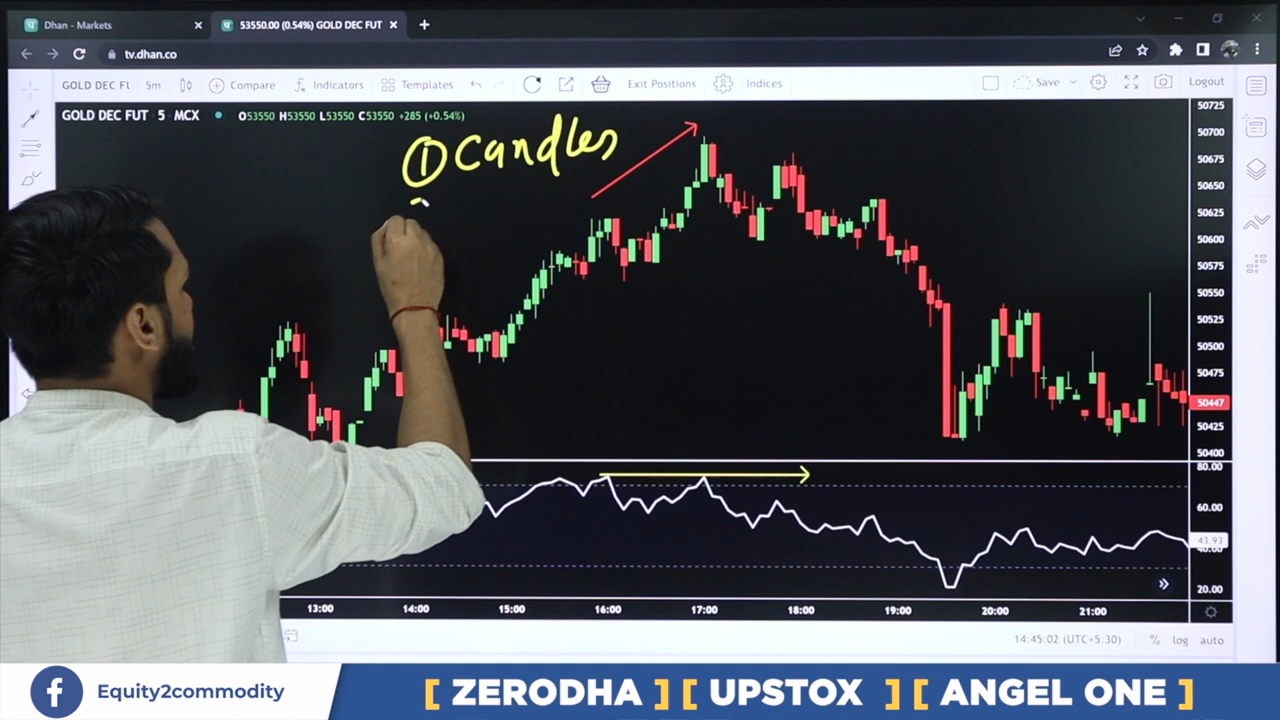 Dhan - Markets
53550.00 (0.54%) GOLD DEC FUT
tv.dhan.co
GOLD DEC FU 5m Compare Indicators Templates Exit Positions Indices Save Logout
GOLD DEC FUT · 5 · MCX O53550 H53550 L53550 C53550 +285 (+0.54%)
① Candles
50725
50700
50675
50650
50625
50600
50575
50550
50525
50500
50475
50447
50425
50400
80.00
60.00
43.93
40.00
20.00
13:00 14:00 15:00 16:00 17:00 18:00 19:00 20:00 21:00
14:45:02 (UTC+5:30) % log auto
Equity2commodity
[ ZERODHA ] [ UPSTOX ] [ ANGEL ONE ]